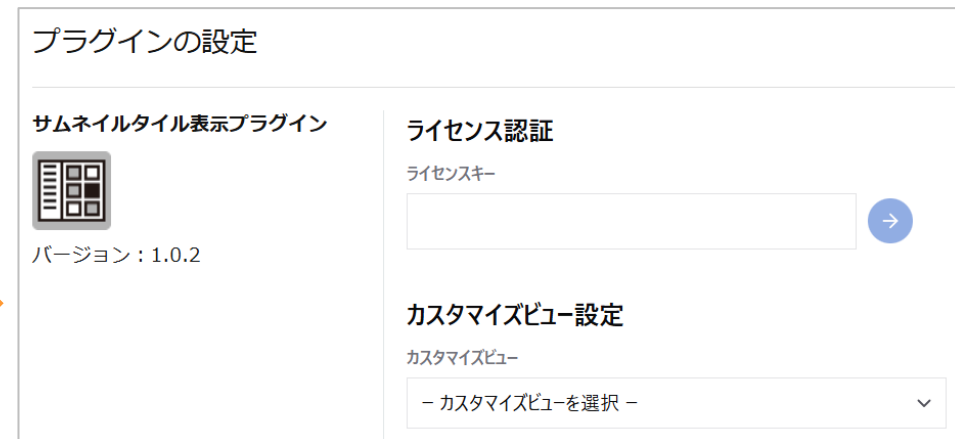 プラグインの設定
サムネイルタイル表示プラグイン
バージョン：1.0.2
ライセンス認証
ライセンスキー
カスタマイズビュー設定
カスタマイズビュー
− カスタマイズビューを選択 −